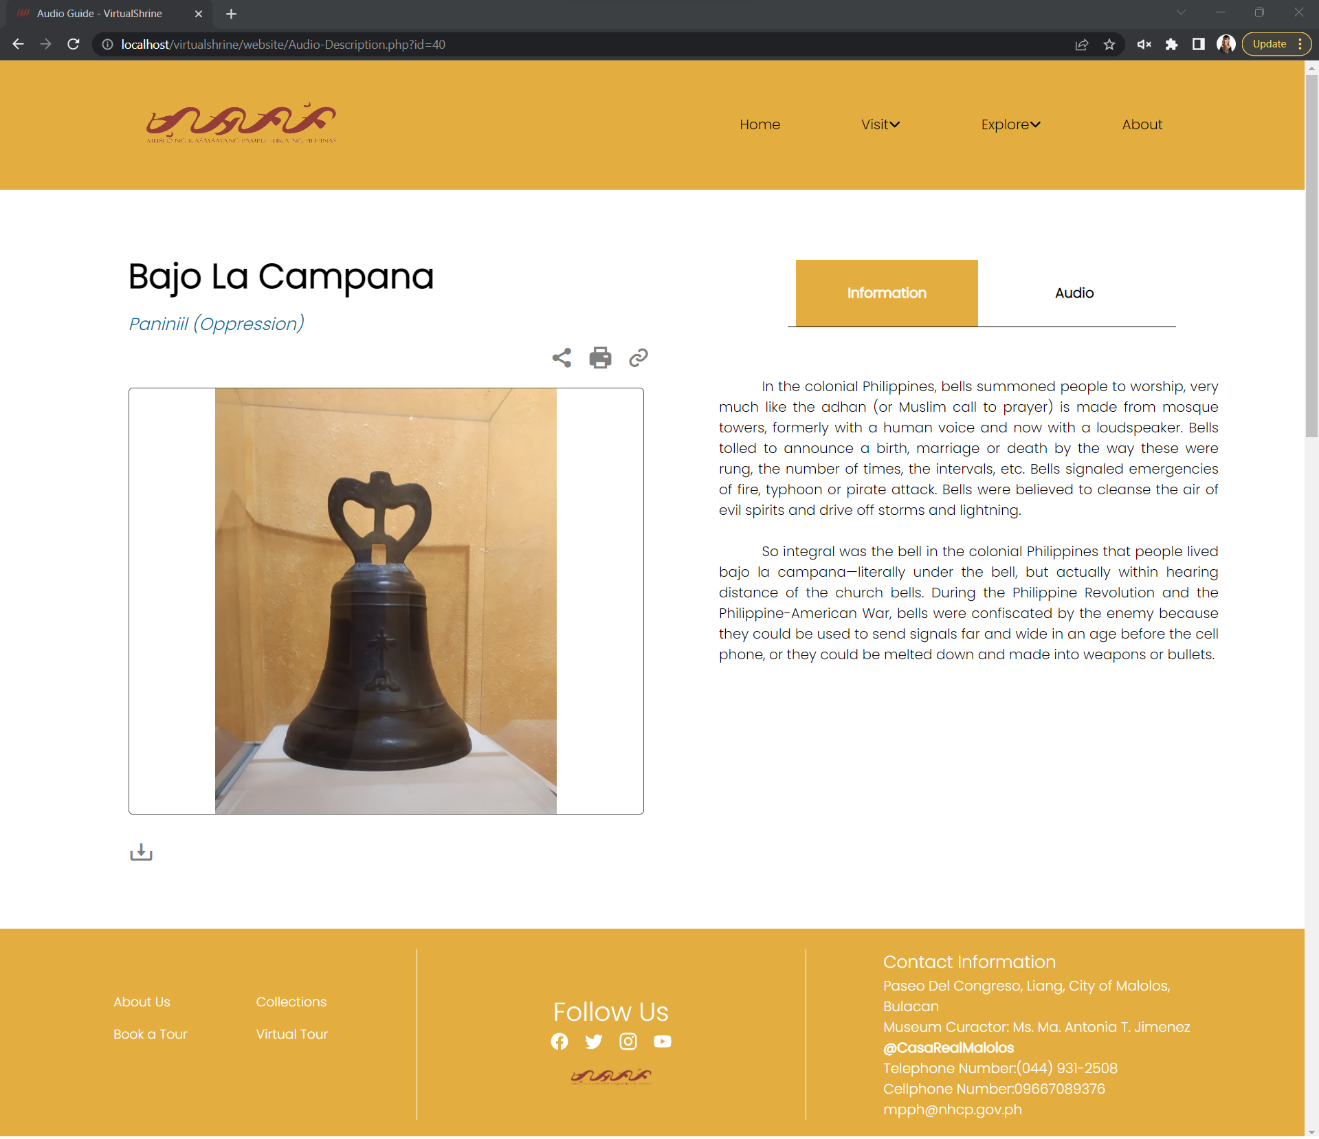 Audio Guide - VirtualShrine
localhost/virtualshrine/website/Audio-Description.php?id=40
Update
Home
Visit
Explore
About
Bajo La Campana
Paniniil (Oppression)
Information
Audio
In the colonial Philippines, bells summoned people to worship, very
much like the adhan (or Muslim call to prayer) is made from mosque
towers, formerly with a human voice and now with a loudspeaker. Bells
tolled to announce a birth, marriage or death by the way these were
rung, the number of times, the intervals, etc. Bells signaled emergencies
of fire, typhoon or pirate attack. Bells were believed to cleanse the air of
evil spirits and drive off storms and lightning.
So integral was the bell in the colonial Philippines that people lived
bajo la campana—literally under the bell, but actually within hearing
distance of the church bells. During the Philippine Revolution and the
Philippine-American War, bells were confiscated by the enemy because
they could be used to send signals far and wide in an age before the cell
phone, or they could be melted down and made into weapons or bullets.
About Us
Collections
Book a Tour
Virtual Tour
Follow Us
Contact Information
Paseo Del Congreso, Liang, City of Malolos,
Bulacan
Museum Curactor: Ms. Ma. Antonia T. Jimenez
@CasaRealMalolos
Telephone Number:(044) 931-2508
Cellphone Number:09667089376
mpph@nhcp.gov.ph